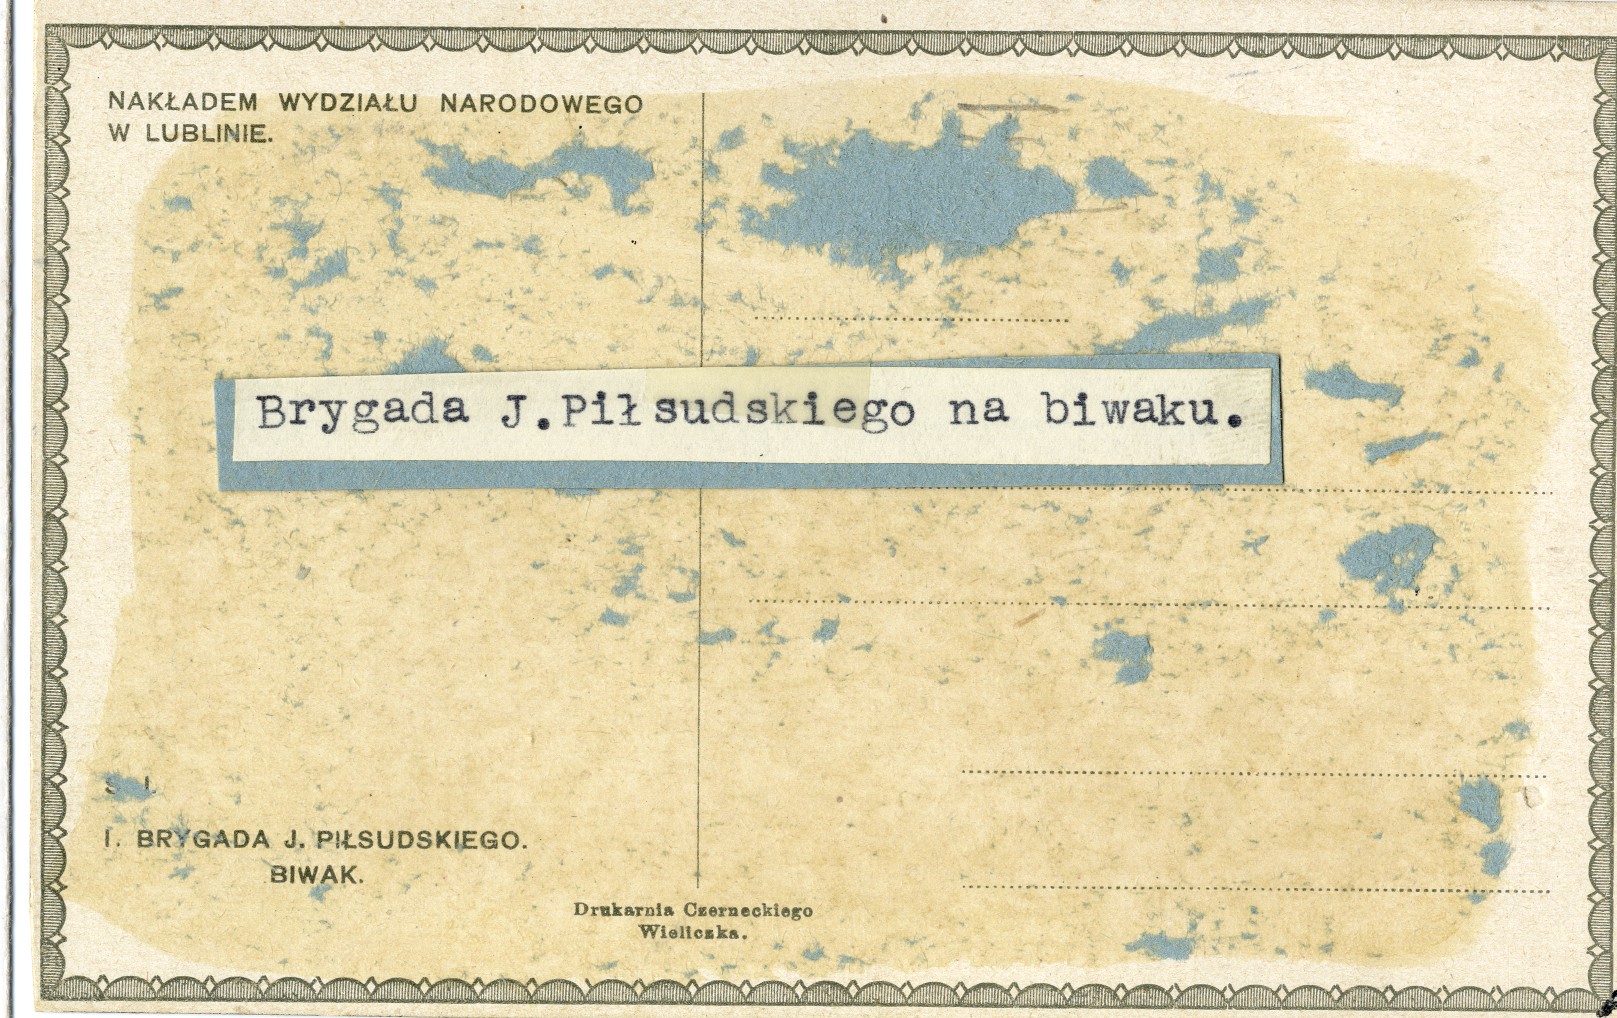 NAKŁADEM WYDZIAŁU NARODOWEGO
W LUBLINIE.
Brygada J.Piłsudskiego na biwaku.
I. BRYGADA J. PIŁSUDSKIEGO.
BIWAK.
Drukarnia Czerneckiego
Wieliczka.